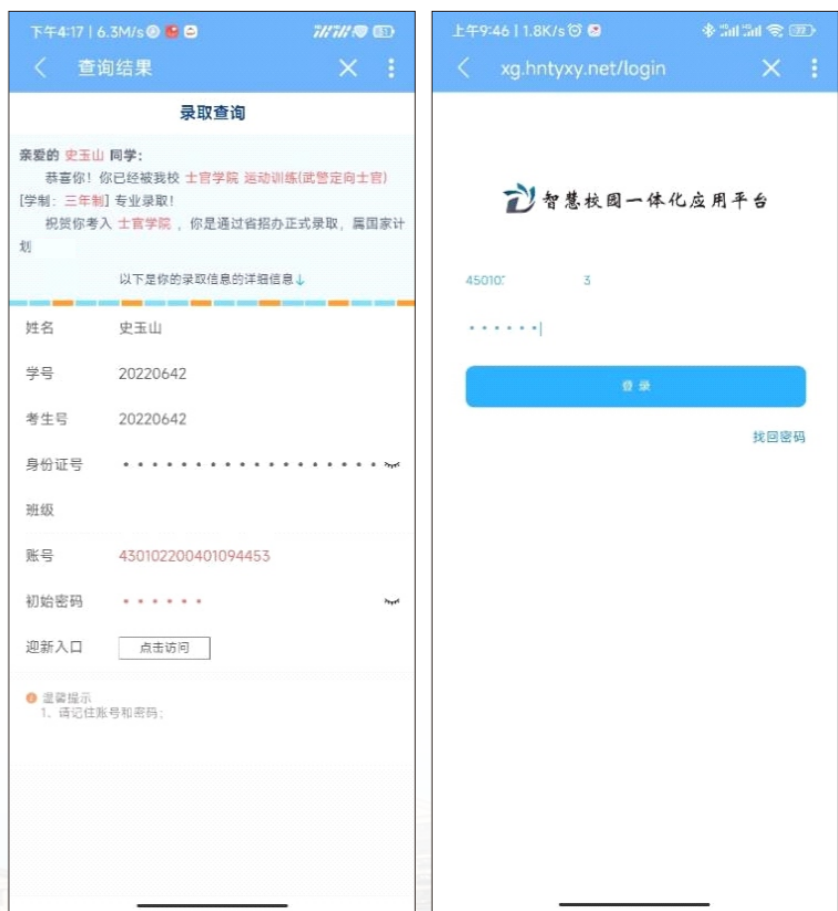 下午4:17 | 6.3M/s
查询结果
录取查询
亲爱的 史玉山 同学：
恭喜你！你已经被我校 士官学院 运动训练(武警定向士官)
[学制：三年制] 专业录取！
祝贺你考入 士官学院 ，你是通过省招办正式录取，属国家计
划
以下是你的录取信息的详细信息↓
姓名 史玉山
学号 20220642
考生号 20220642
身份证号 • • • • • • • • • • • • • • • • • •
班级
账号 430102200401094453
初始密码 • • • • • •
迎新入口 点击访问
温馨提示
1、请记住账号和密码；
上午9:46 | 1.8K/s
xg.hntyxy.net/login
智慧校园一体化应用平台
45010 3
• • • • • •
登 录
找回密码